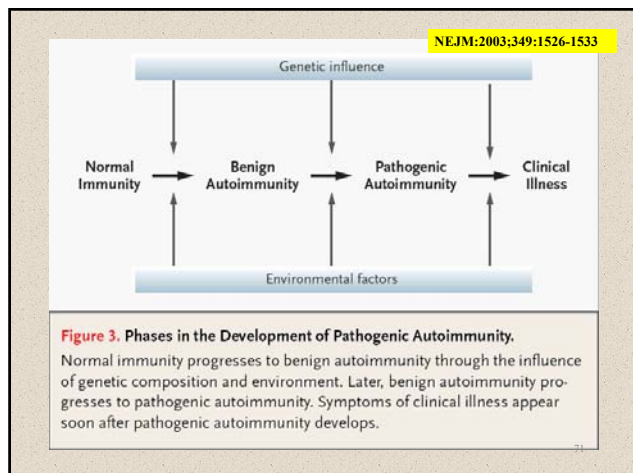 NEJM:2003;349:1526-1533
Genetic influence
Normal Immunity
Benign Autoimmunity
Pathogenic Autoimmunity
Clinical Illness
Environmental factors
Figure 3. Phases in the Development of Pathogenic Autoimmunity.
Normal immunity progresses to benign autoimmunity through the influence
of genetic composition and environment. Later, benign autoimmunity pro-
gresses to pathogenic autoimmunity. Symptoms of clinical illness appear
soon after pathogenic autoimmunity develops.
71